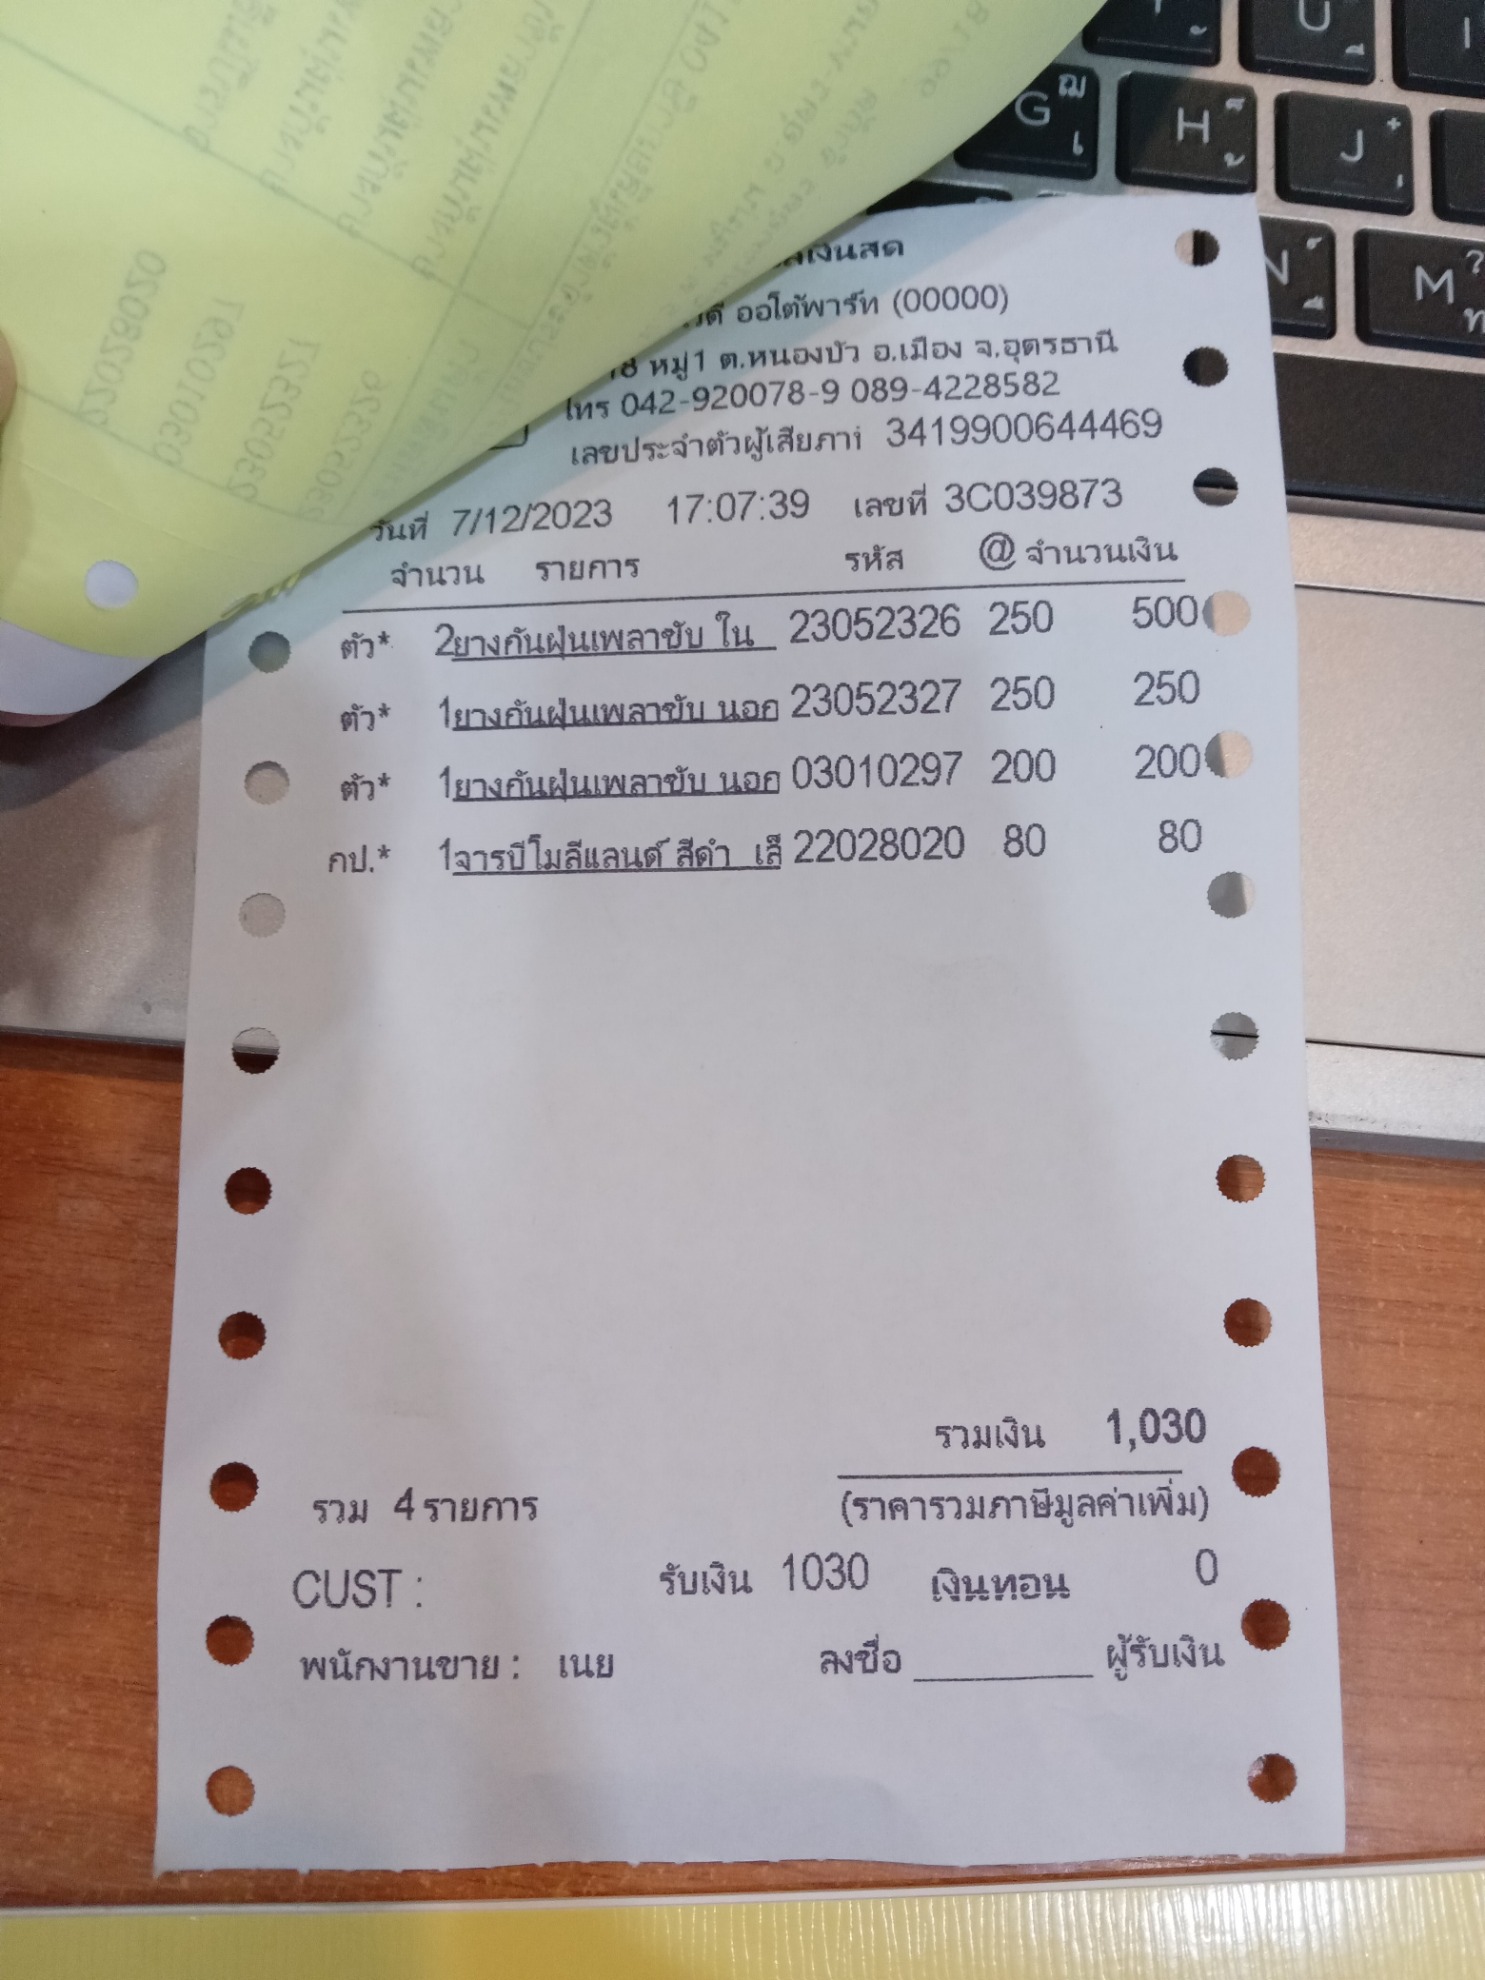 ออโต้พาร์ท (00000)
หมู่1 ต.หนองบัว อ.เมือง จ.อุดรธานี
โทร 042-920078-9 089-4228582
เลขประจำตัวผู้เสียภาษี 3419900644469
วันที่ 7/12/2023 17:07:39 เลขที่ 3C039873
จำนวน รายการ รหัส @ จำนวนเงิน
ตัว* 2ยางกันฝุ่นเพลาขับ ใน 23052326 250 500
ตัว* 1ยางกันฝุ่นเพลาขับ นอก 23052327 250 250
ตัว* 1ยางกันฝุ่นเพลาขับ นอก 03010297 200 200
กป.* 1จารบีโมลีแลนด์ สีดำ เล็ 22028020 80 80
รวมเงิน 1,030
รวม 4 รายการ (ราคารวมภาษีมูลค่าเพิ่ม)
CUST : รับเงิน 1030 เงินทอน 0
พนักงานขาย : เนย ลงชื่อ ผู้รับเงิน
U
I
G ฌ เ
H
J
N
M ? ท